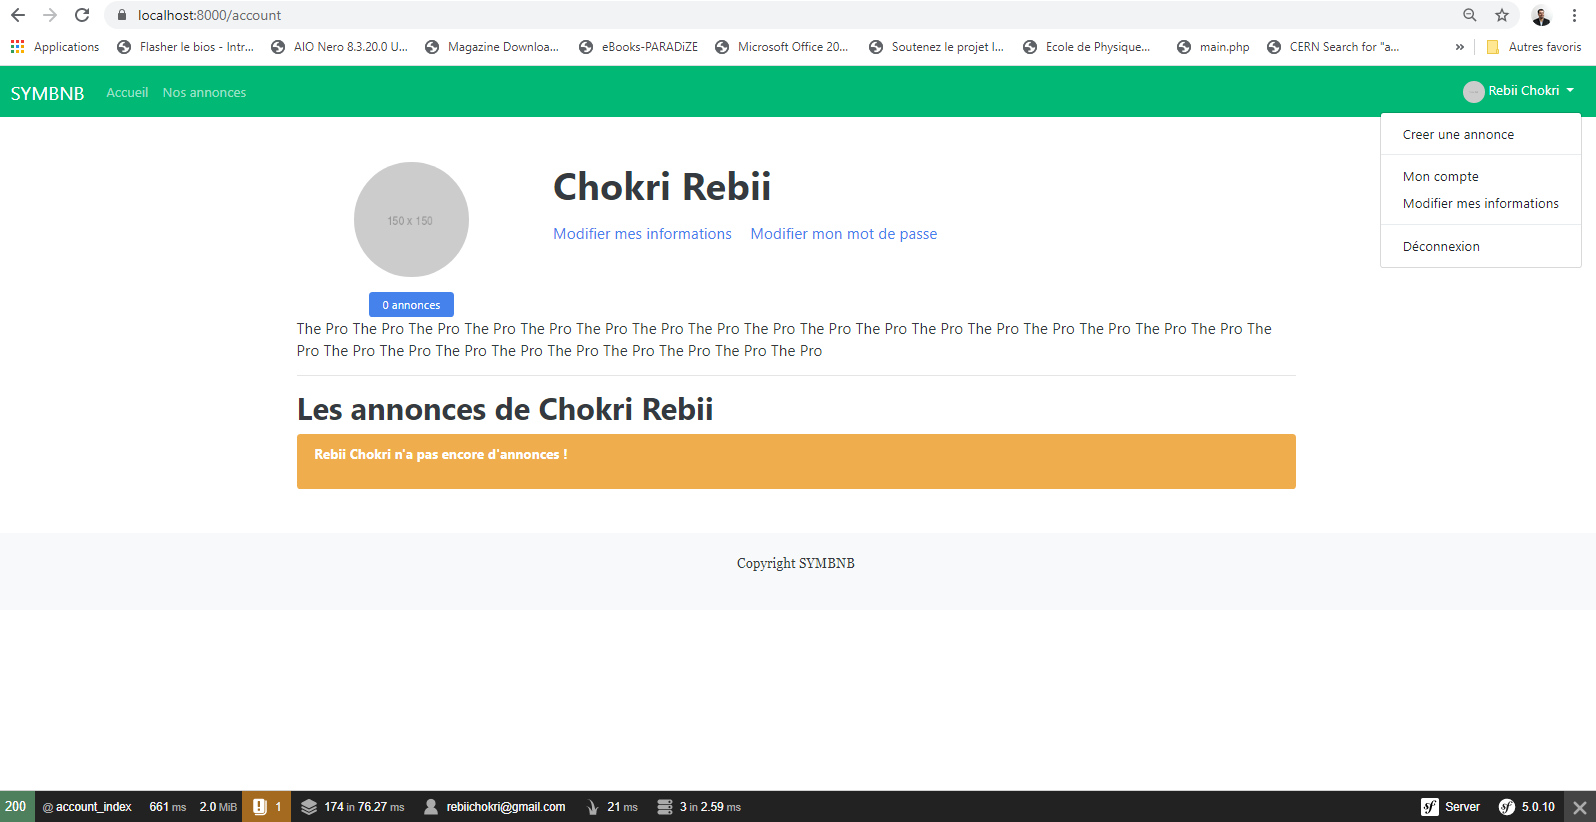 localhost:8000/account
Applications Flasher le bios - Intr... AIO Nero 8.3.20.0 U... Magazine Downloa... eBooks-PARADiZE Microsoft Office 20... Soutenez le projet l... Ecole de Physique... main.php CERN Search for "a... » Autres favoris
SYMBNB Accueil Nos annonces Rebii Chokri
Creer une annonce
Mon compte
Modifier mes informations
Déconnexion
150 x 150
Chokri Rebii
Modifier mes informations Modifier mon mot de passe
0 annonces
The Pro The Pro The Pro The Pro The Pro The Pro The Pro The Pro The Pro The Pro The Pro The Pro The Pro The Pro The Pro The Pro The Pro The
Pro The Pro The Pro The Pro The Pro The Pro The Pro The Pro The Pro The Pro
Les annonces de Chokri Rebii
Rebii Chokri n'a pas encore d'annonces !
Copyright SYMBNB
200 @ account_index 661 ms 2.0 MiB 1 174 in 76.27 ms rebiichokri@gmail.com 21 ms 3 in 2.59 ms sf Server sf 5.0.10